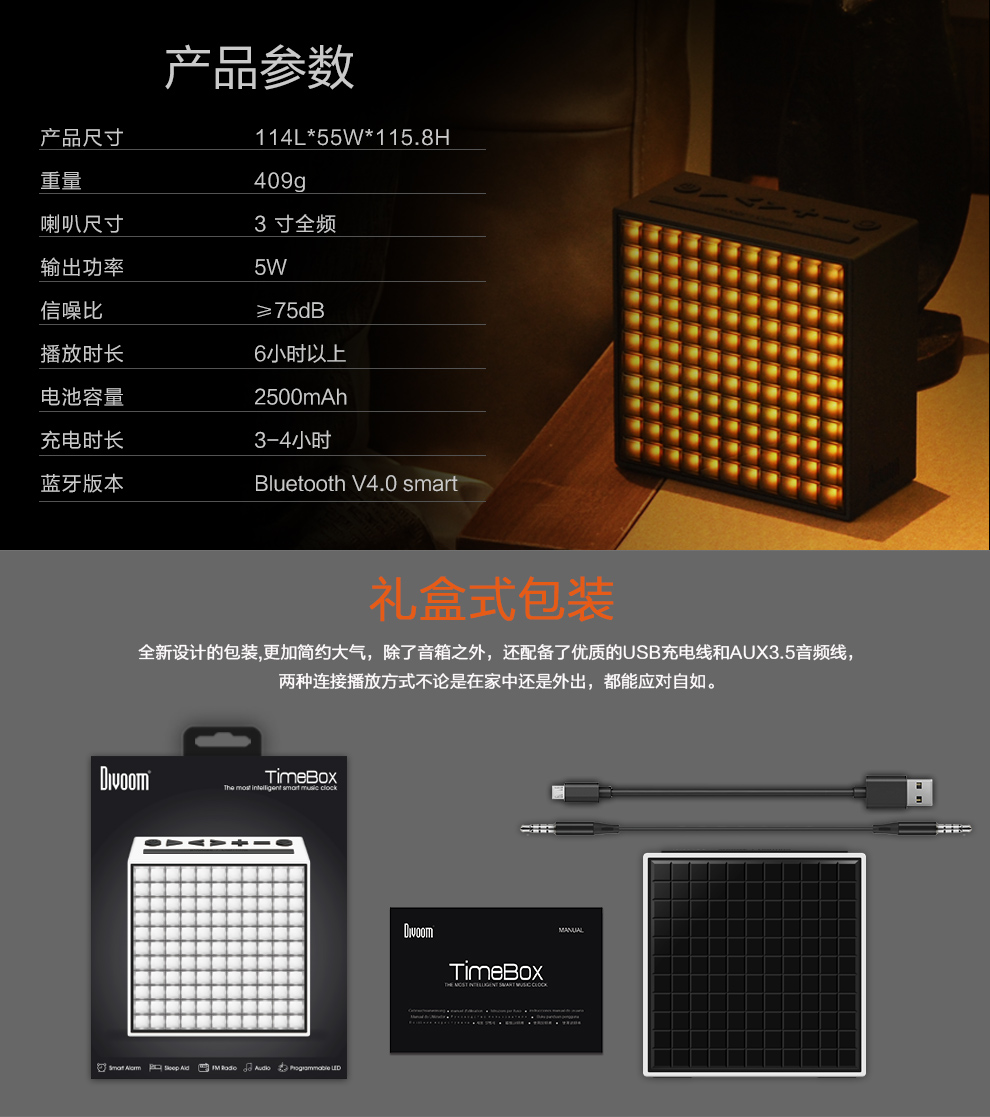 产品参数
产品尺寸 114L*55W*115.8H
重量 409g
喇叭尺寸 3 寸全频
输出功率 5W
信噪比 ≥75dB
播放时长 6小时以上
电池容量 2500mAh
充电时长 3-4小时
蓝牙版本 Bluetooth V4.0 smart
礼盒式包装
全新设计的包装,更加简约大气，除了音箱之外，还配备了优质的USB充电线和AUX3.5音频线，
两种连接播放方式不论是在家中还是外出，都能应对自如。
Divoom TimeBox
The most intelligent smart music clock
Smart Alarm Sleep Aid FM Radio Audio Programmable LED
Divoom MANUAL
TimeBox
THE MOST INTELLIGENT SMART MUSIC CLOCK